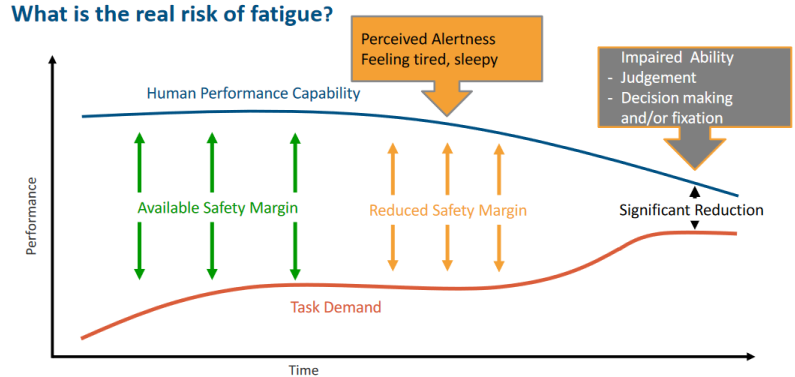 What is the real risk of fatigue?
Perceived Alertness
Feeling tired, sleepy
Impaired Ability
- Judgement
- Decision making
and/or fixation
Human Performance Capability
Available Safety Margin
Reduced Safety Margin
Significant Reduction
Performance
Task Demand
Time